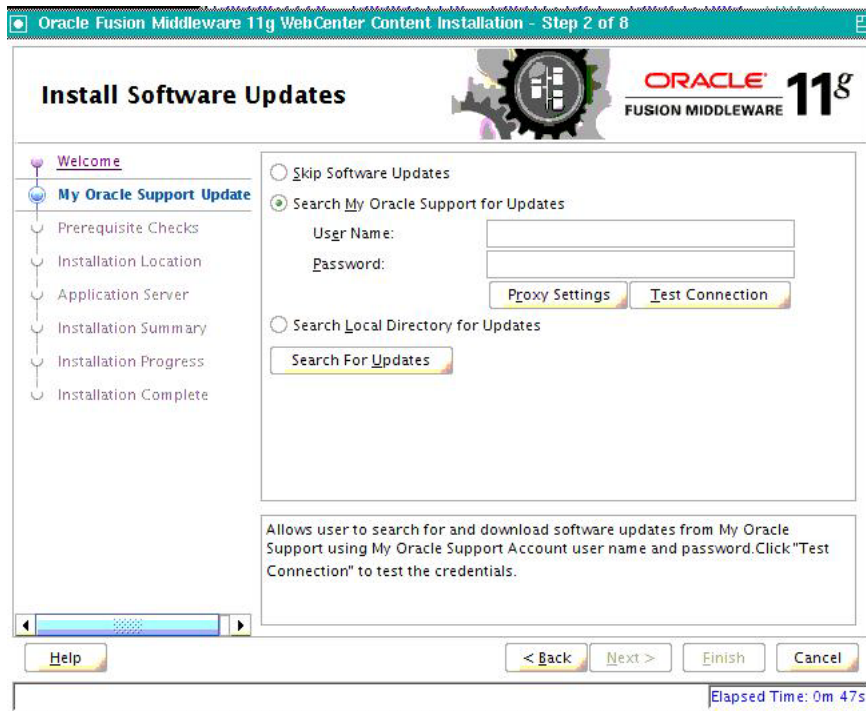 Oracle Fusion Middleware 11g WebCenter Content Installation - Step 2 of 8
Install Software Updates
ORACLE
FUSION MIDDLEWARE
11g
Welcome
My Oracle Support Update
Prerequisite Checks
Installation Location
Application Server
Installation Summary
Installation Progress
Installation Complete
Skip Software Updates
Search My Oracle Support for Updates
User Name:
Password:
Proxy Settings
Test Connection
Search Local Directory for Updates
Search For Updates
Allows user to search for and download software updates from My Oracle
Support using My Oracle Support Account user name and password.Click "Test
Connection" to test the credentials.
Help
< Back
Next >
Finish
Cancel
Elapsed Time: 0m 47s